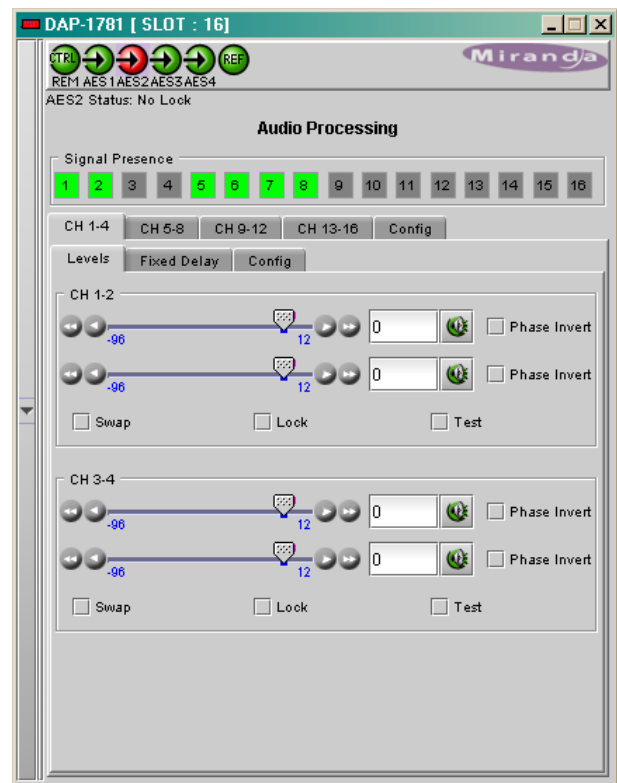 DAP-1781 [ SLOT : 16]
CTRL REF Miranda
REM AES1 AES2 AES3 AES4
AES2 Status: No Lock
Audio Processing
Signal Presence
1 2 3 4 5 6 7 8 9 10 11 12 13 14 15 16
CH 1-4 CH 5-8 CH 9-12 CH 13-16 Config
Levels Fixed Delay Config
CH 1-2
0 Phase Invert
-96 12
0 Phase Invert
-96 12
Swap Lock Test
CH 3-4
0 Phase Invert
-96 12
0 Phase Invert
-96 12
Swap Lock Test